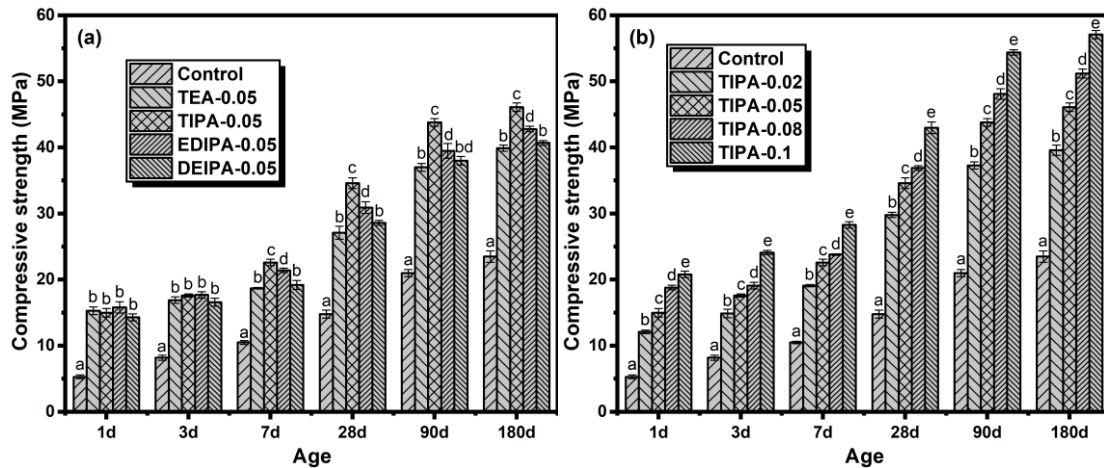 (a)
Compressive strength (MPa)
60
50
40
30
20
10
0
Control
TEA-0.05
TIPA-0.05
EDIPA-0.05
DEIPA-0.05
a b b b b
a b b b b
a b c d b
a b c d b
a b c d bd
a b c d b
1d 3d 7d 28d 90d 180d
Age
(b)
Compressive strength (MPa)
60
50
40
30
20
10
0
Control
TIPA-0.02
TIPA-0.05
TIPA-0.08
TIPA-0.1
a b c d e
a b c d e
a b c d e
a b c d e
a b c d e
a b c d e
1d 3d 7d 28d 90d 180d
Age